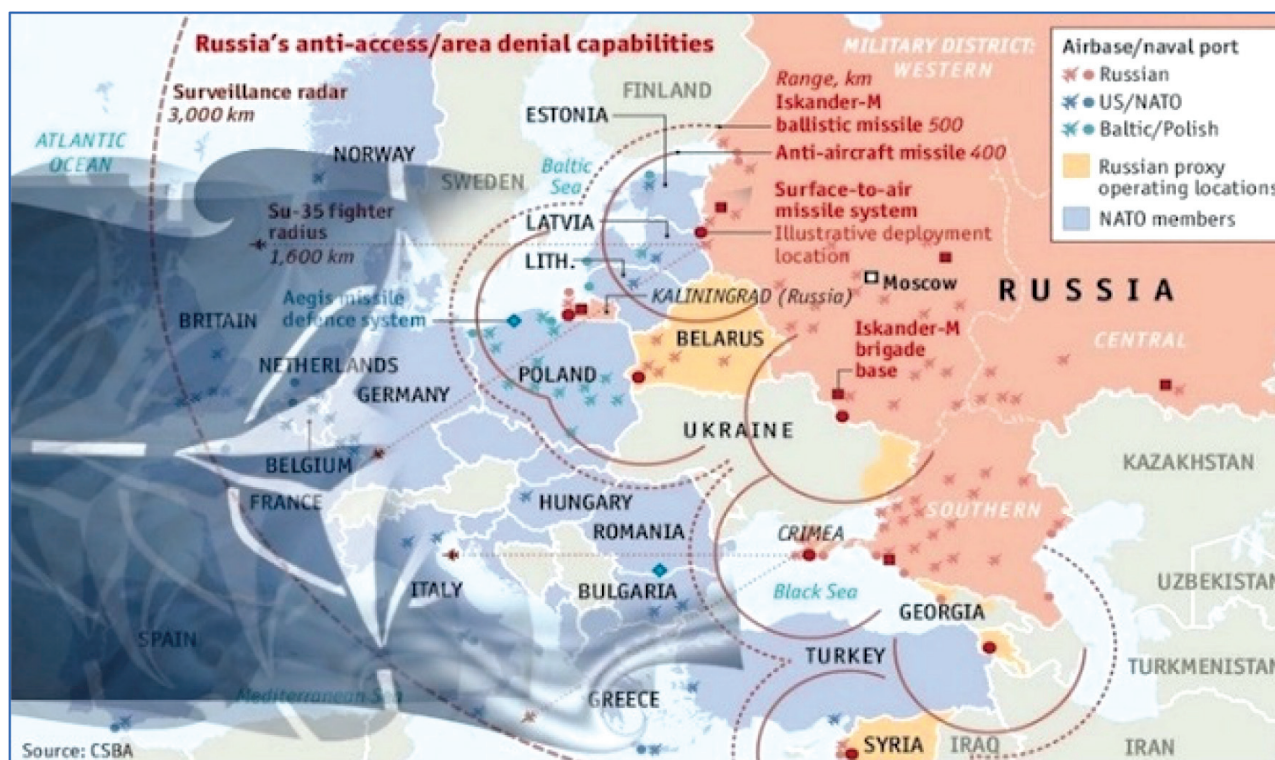 Russia's anti-access/area denial capabilities
Surveillance radar
3,000 km
ATLANTIC
OCEAN
NORWAY
SWEDEN
FINLAND
ESTONIA
Baltic
Sea
MILITARY DISTRICT:
WESTERN
Range, km
Iskander-M
ballistic missile 500
Anti-aircraft missile 400
Surface-to-air
missile system
Illustrative deployment
location
Airbase/naval port
Russian
US/NATO
Baltic/Polish
Russian proxy
operating locations
NATO members
Su-35 fighter
radius
1,600 km
LATVIA
LITH.
KALININGRAD (Russia)
Moscow
RUSSIA
Aegis missile
defence system
BRITAIN
NETHERLANDS
GERMANY
POLAND
BELARUS
Iskander-M
brigade
base
CENTRAL
UKRAINE
BELGIUM
FRANCE
KAZAKHSTAN
HUNGARY
ROMANIA
CRIMEA
SOUTHERN
ITALY
BULGARIA
Black Sea
GEORGIA
UZBEKISTAN
SPAIN
TURKEY
TURKMENISTAN
Mediterranean Sea
GREECE
SYRIA
IRAQ
IRAN
Source: CSBA